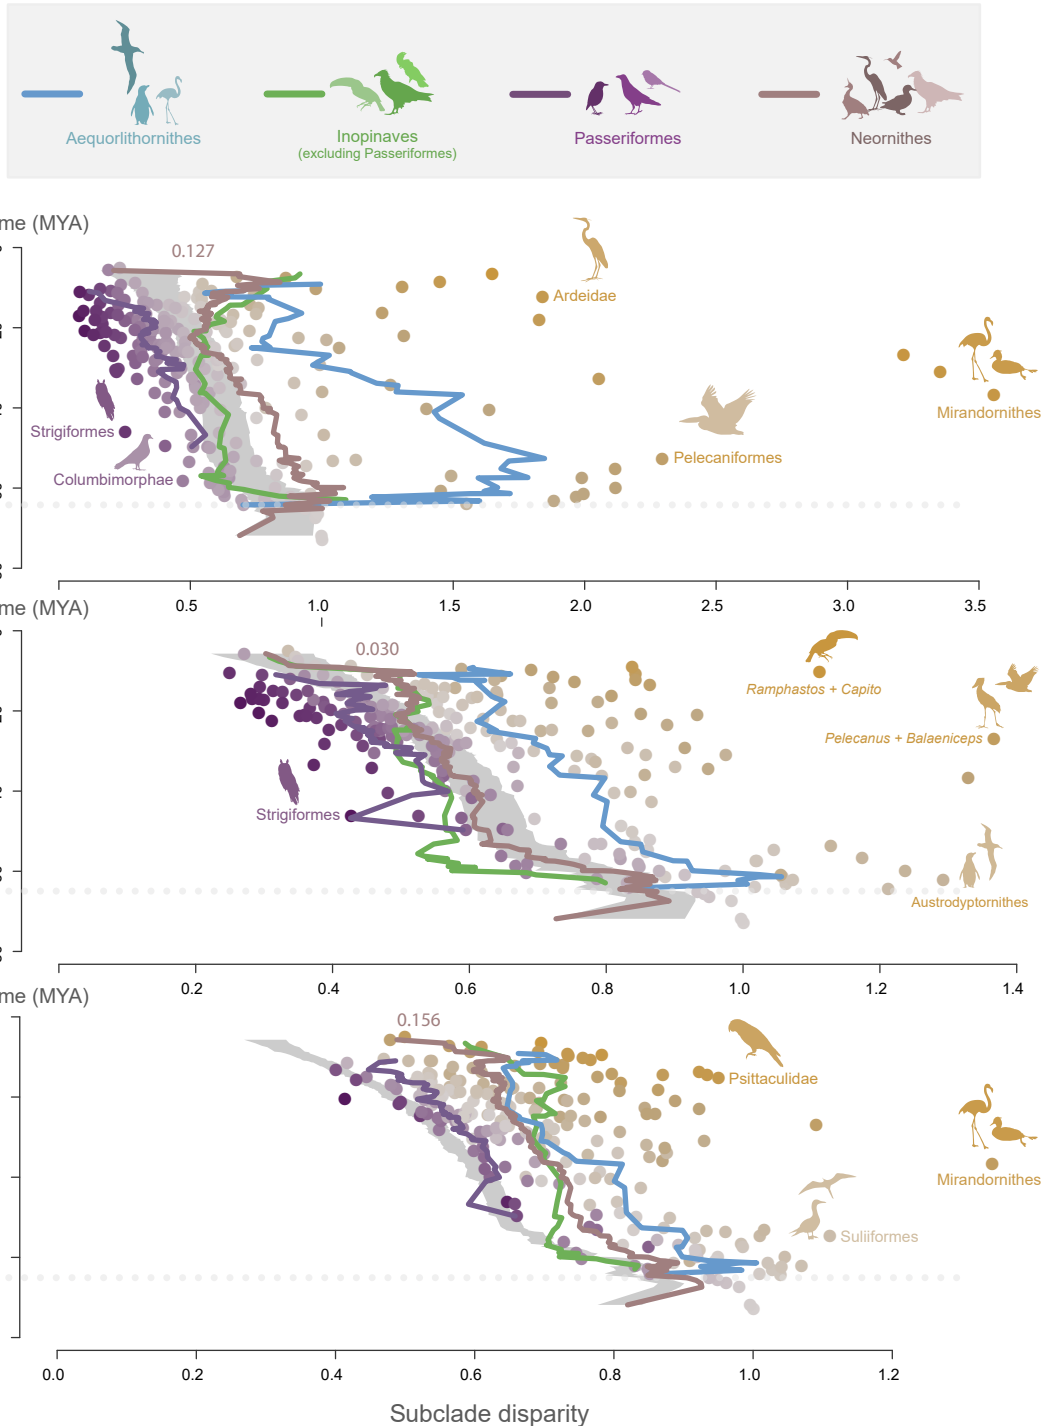 Aequorlithornithes
Inopinaves
(excluding Passeriformes)
Passeriformes
Neornithes
me (MYA)
0.127
Ardeidae
Mirandornithes
Strigiformes
Pelecaniformes
Columbimorphae
0.5 1.0 1.5 2.0 2.5 3.0 3.5
me (MYA)
0.030
Ramphastos + Capito
Pelecanus + Balaeniceps
Strigiformes
Austrodyptornithes
0.2 0.4 0.6 0.8 1.0 1.2 1.4
me (MYA)
0.156
Psittaculidae
Mirandornithes
Suliiformes
0.0 0.2 0.4 0.6 0.8 1.0 1.2
Subclade disparity